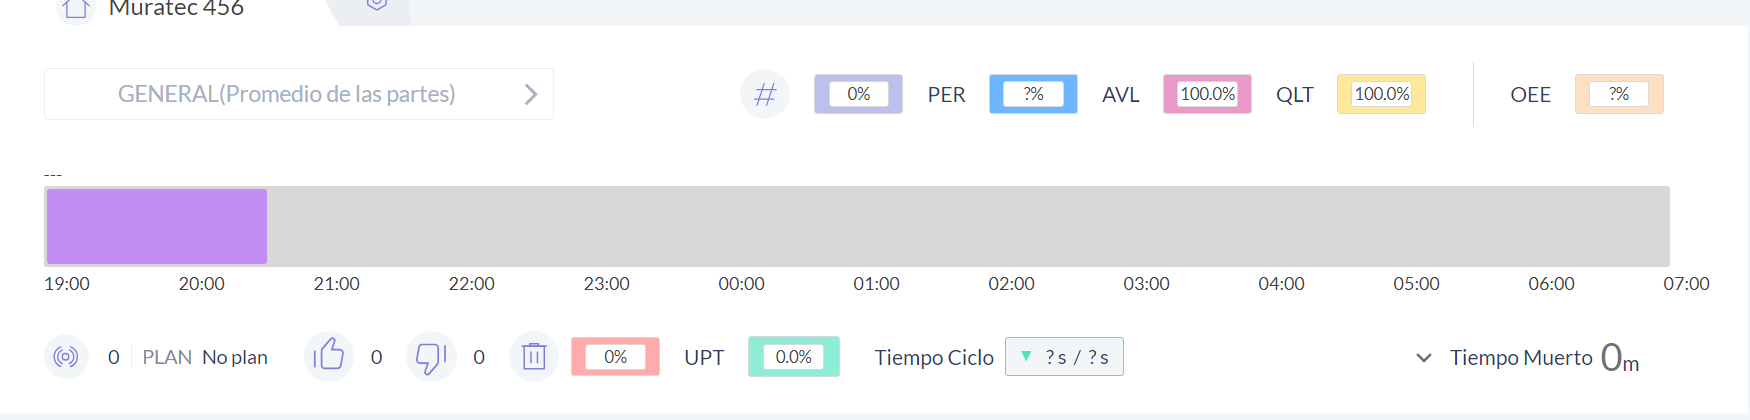 Muratec 456
GENERAL(Promedio de las partes)
# 0% PER ?% AVL 100.0% QLT 100.0% OEE ?%
---
19:00 20:00 21:00 22:00 23:00 00:00 01:00 02:00 03:00 04:00 05:00 06:00 07:00
0 PLAN No plan 0 0 0% UPT 0.0% Tiempo Ciclo ?s / ?s Tiempo Muerto 0m